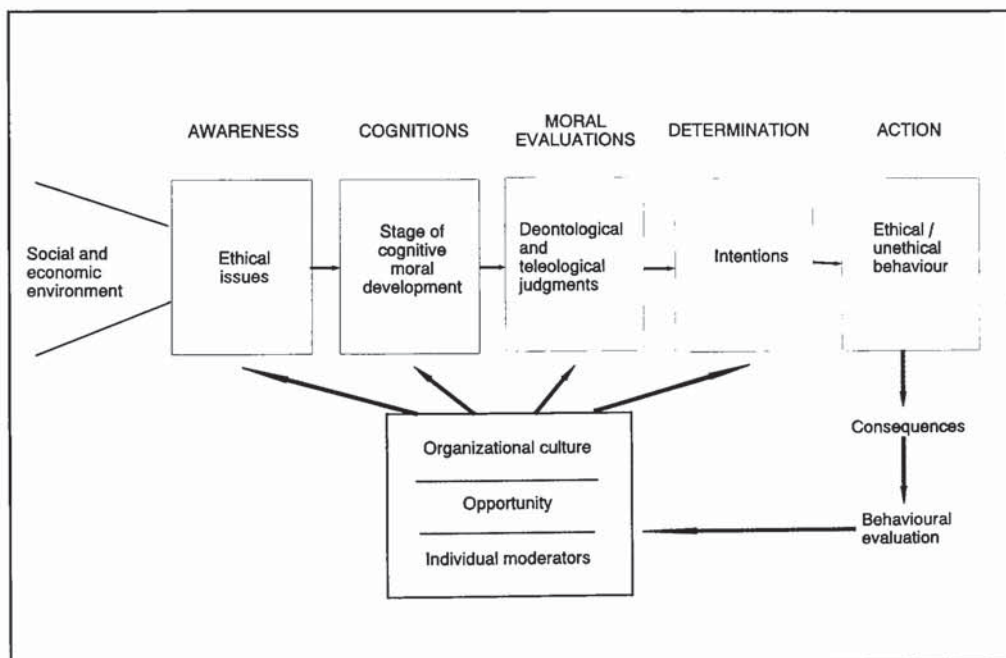 AWARENESS
COGNITIONS
MORAL
EVALUATIONS
DETERMINATION
ACTION
Social and
economic
environment
Ethical
issues
Stage of
cognitive
moral
development
Deontological
and
teleological
judgments
Intentions
Ethical /
unethical
behaviour
Organizational culture
Opportunity
Individual moderators
Consequences
Behavioural
evaluation